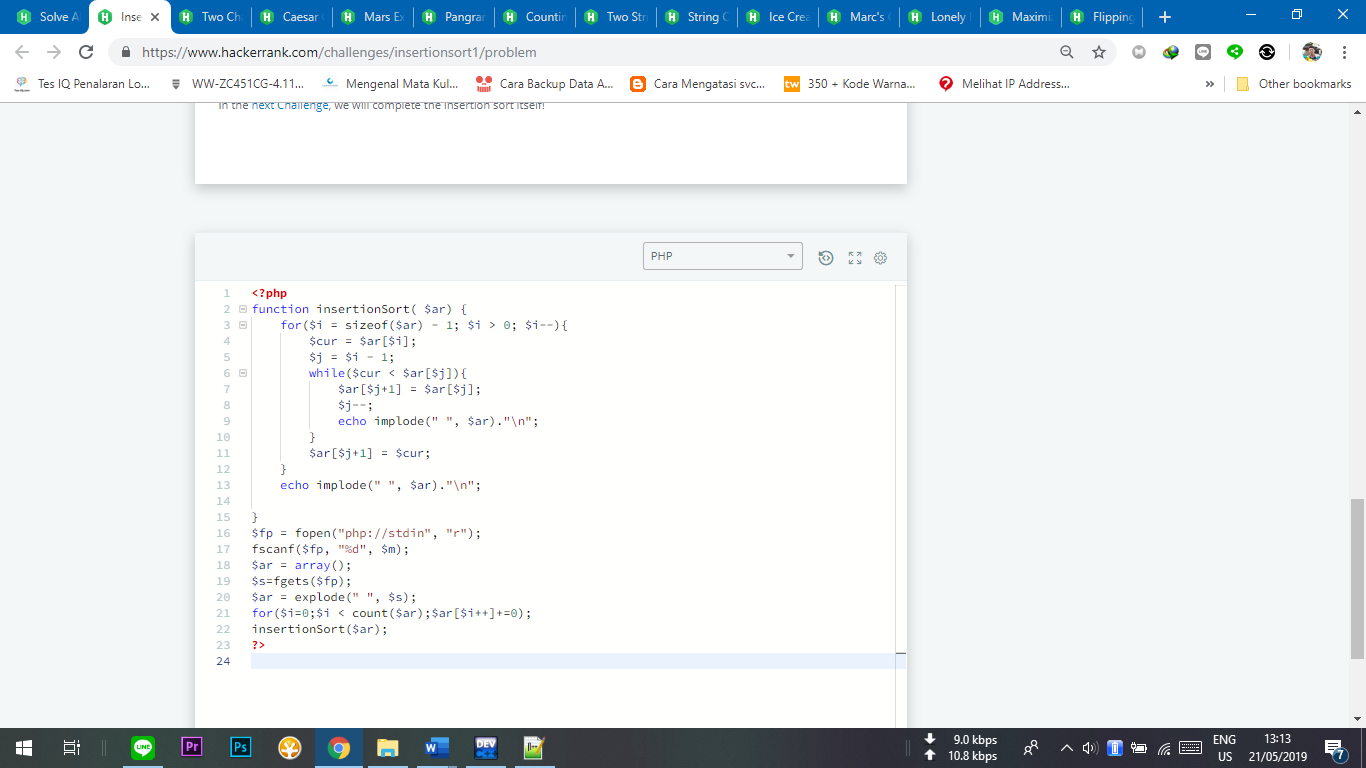 Solve A
Inse
Two Ch
Caesar
Mars Ex
Pangran
Countin
Two Str
String C
Ice Crea
Marc's
Lonely
Maximi
Flipping
https://www.hackerrank.com/challenges/insertionsort1/problem
Tes IQ Penalaran Lo...
WW-ZC451CG-4.11...
Mengenal Mata Kul...
Cara Backup Data A...
Cara Mengatasi svc...
tw
350 + Kode Warna...
Melihat IP Address...
»
Other bookmarks
In the next Challenge, we will complete the insertion sort itself!
PHP
1 <?php
2 function insertionSort( $ar) {
3 for($i = sizeof($ar) - 1; $i > 0; $i--){
4 $cur = $ar[$i];
5 $j = $i - 1;
6 while($cur < $ar[$j]){
7 $ar[$j+1] = $ar[$j];
8 $j--;
9 echo implode(" ", $ar)."\n";
10 }
11 $ar[$j+1] = $cur;
12 }
13 echo implode(" ", $ar)."\n";
14
15 }
16 $fp = fopen("php://stdin", "r");
17 fscanf($fp, "%d", $m);
18 $ar = array();
19 $s=fgets($fp);
20 $ar = explode(" ", $s);
21 for($i=0;$i < count($ar);$ar[$i++]+=0);
22 insertionSort($ar);
23 ?>
24
LINE
Pr
Ps
W
DEV
9.0 kbps
10.8 kbps
ENG
US
13:13
21/05/2019
7